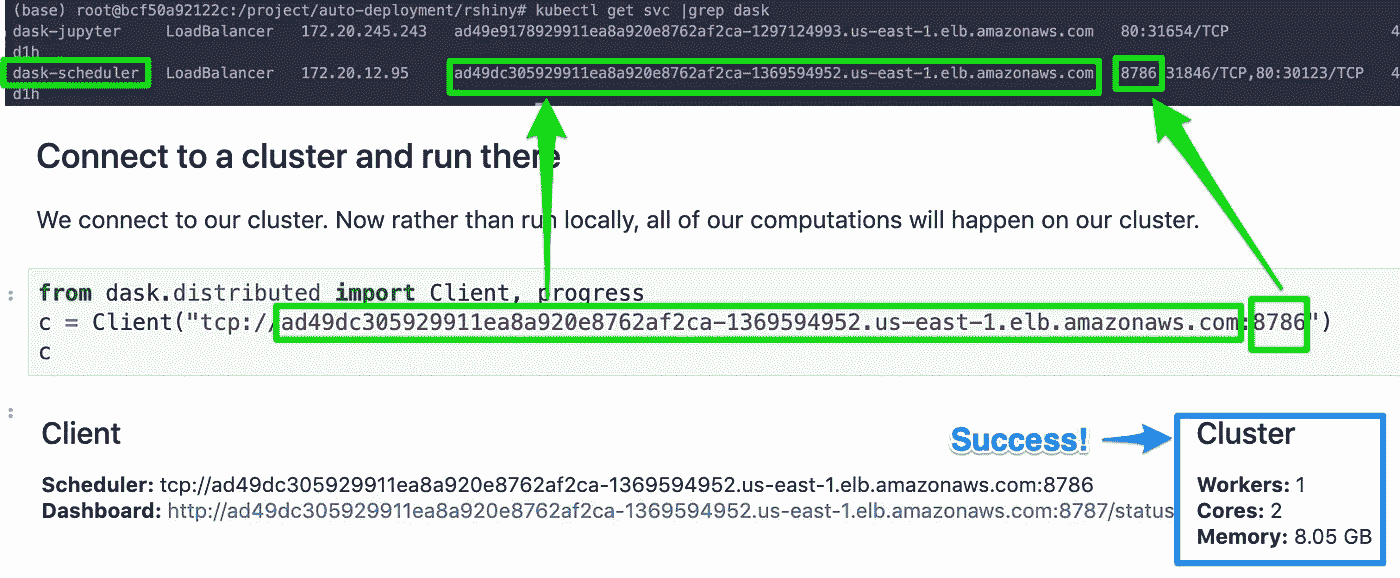 (base) root@bcf50a92122c:/project/auto-deployment/rshiny# kubectl get svc |grep dask
dask-jupyter LoadBalancer 172.20.245.243 ad49e9178929911ea8a920e8762af2ca-1297124993.us-east-1.elb.amazonaws.com 80:31654/TCP 4
d1h
dask-scheduler LoadBalancer 172.20.12.95 ad49dc305929911ea8a920e8762af2ca-1369594952.us-east-1.elb.amazonaws.com 8786 31846/TCP,80:30123/TCP 4
d1h
Connect to a cluster and run there
We connect to our cluster. Now rather than run locally, all of our computations will happen on our cluster.
from dask.distributed import Client, progress
c = Client("tcp://ad49dc305929911ea8a920e8762af2ca-1369594952.us-east-1.elb.amazonaws.com:8786")
c
Client
Scheduler: tcp://ad49dc305929911ea8a920e8762af2ca-1369594952.us-east-1.elb.amazonaws.com:8786
Dashboard: http://ad49dc305929911ea8a920e8762af2ca-1369594952.us-east-1.elb.amazonaws.com:8787/status
Success!
Cluster
Workers: 1
Cores: 2
Memory: 8.05 GB